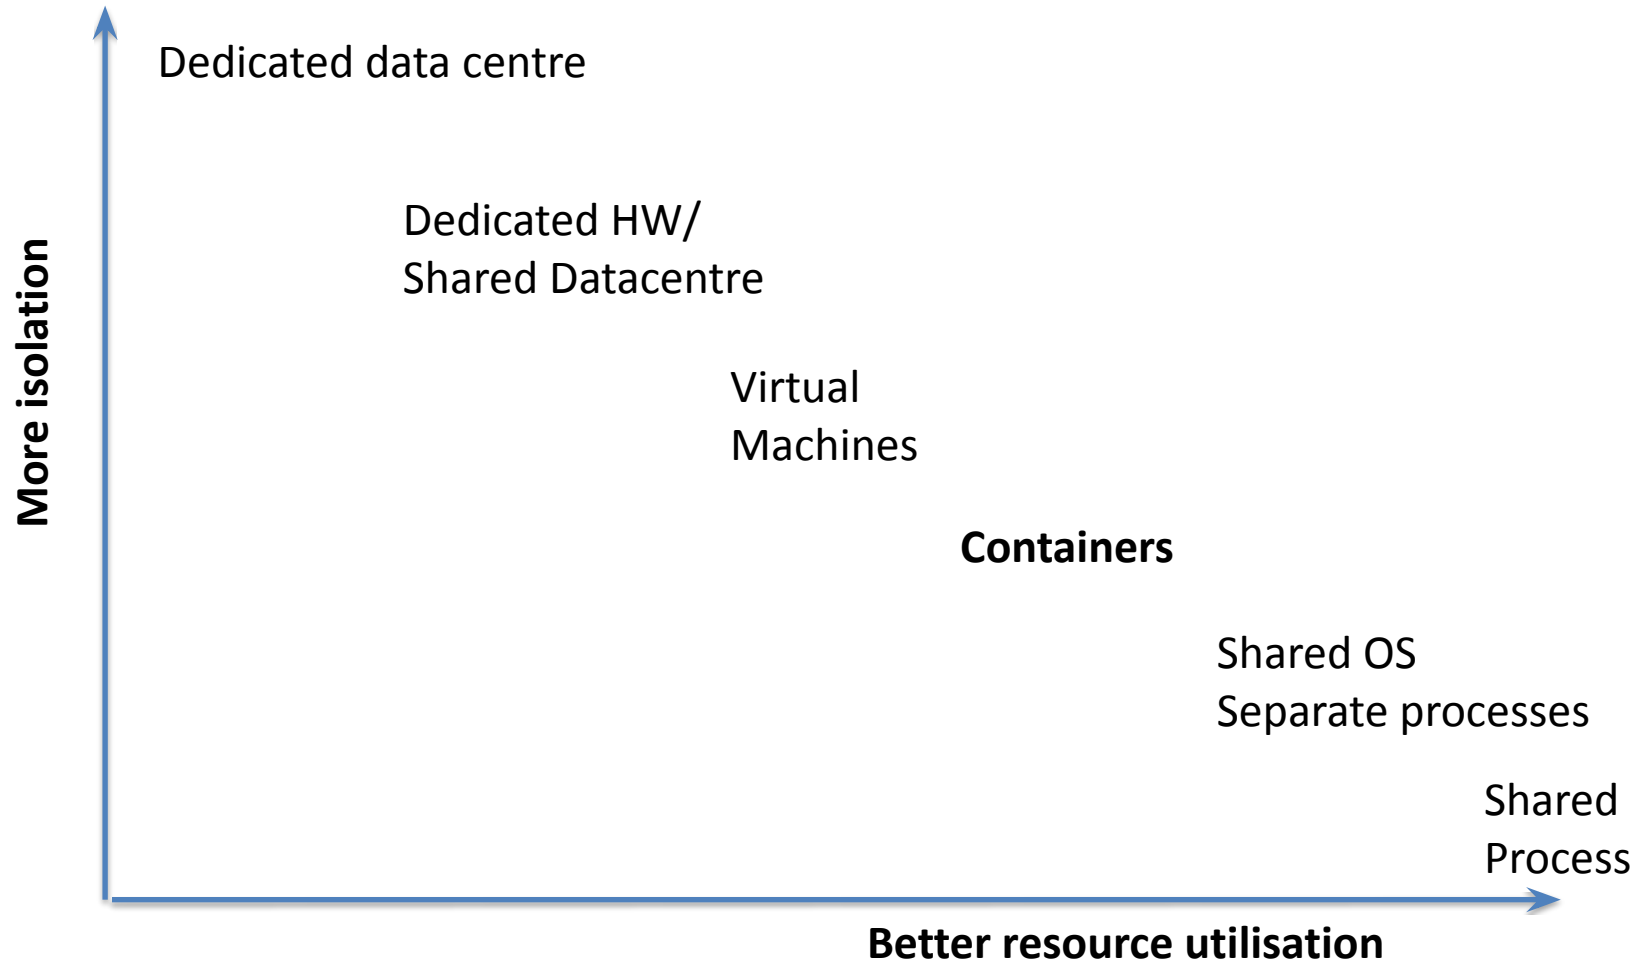 Dedicated data centre
Dedicated HW/
Shared Datacentre
More isolation
Virtual
Machines
Containers
Shared OS
Separate processes
Shared
Process
Better resource utilisation